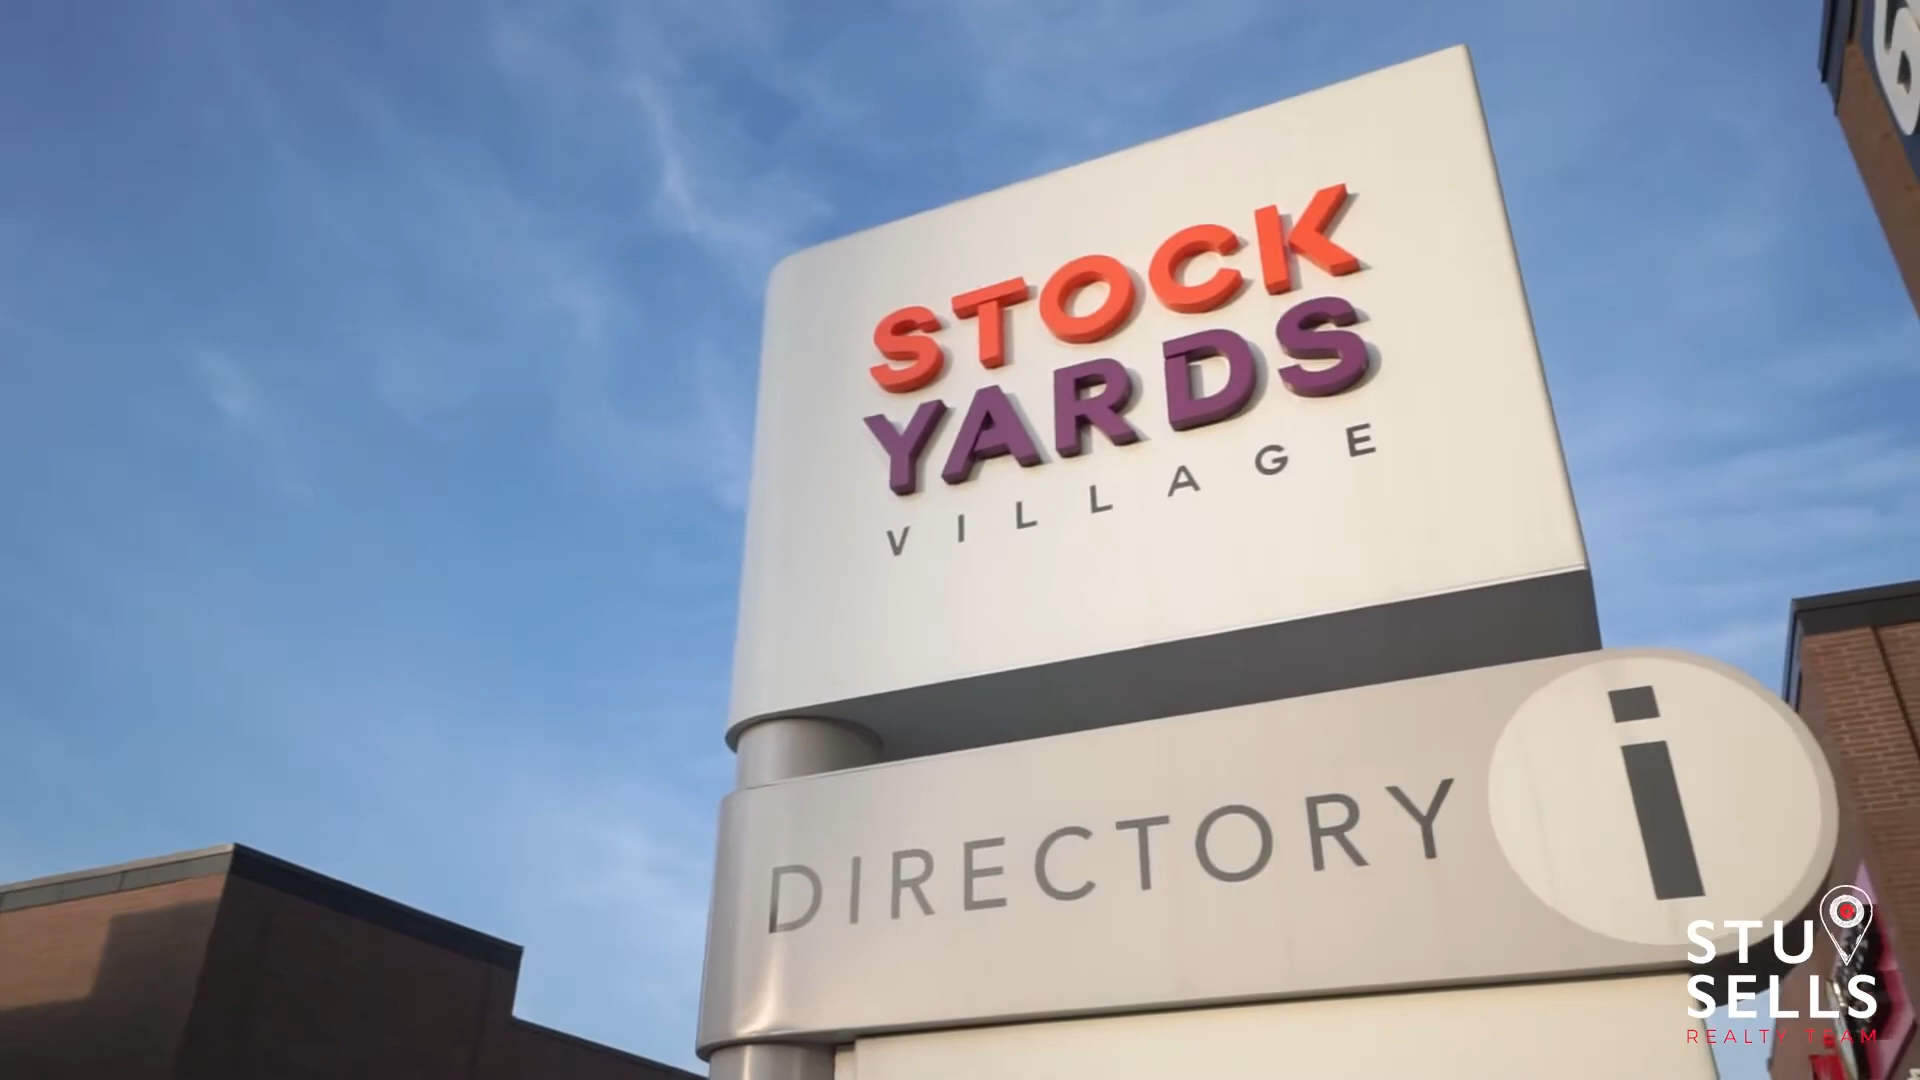 STOCK
YARDS
VILLAGE
DIRECTORY i
STU
SELLS
REALTY TEAM